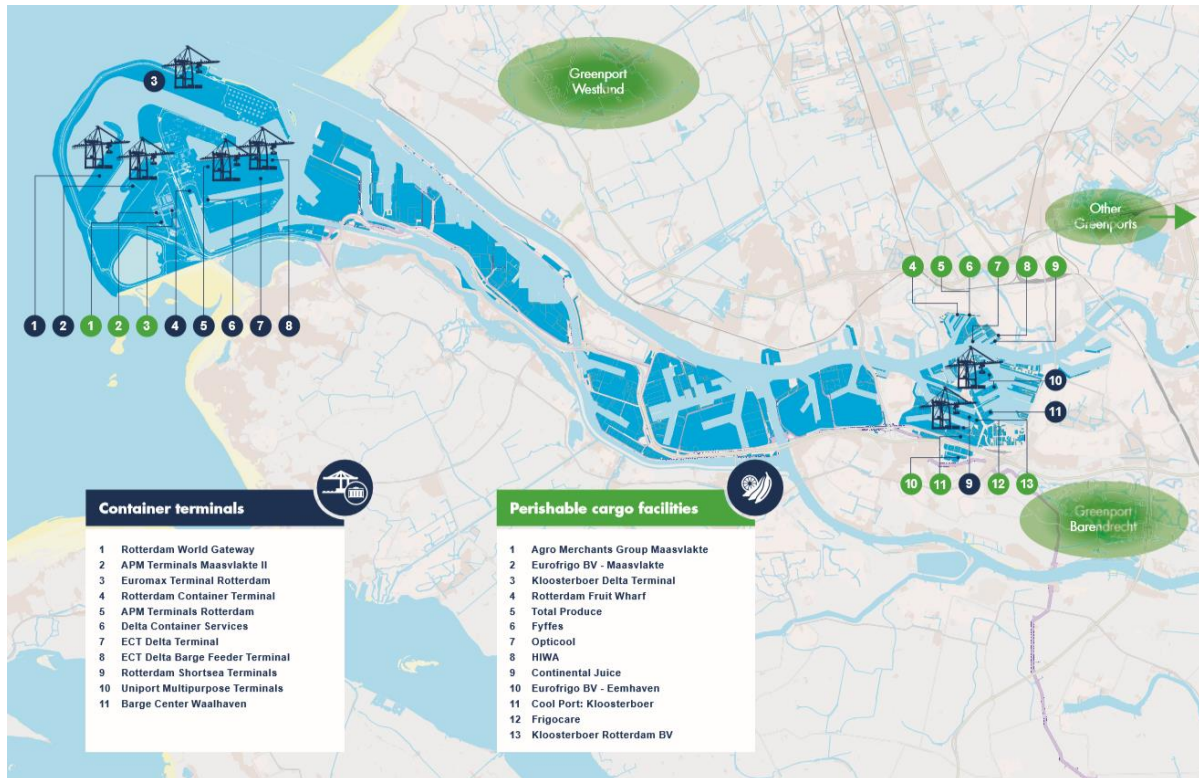 3
Greenport
Westland
Other
Greenports
4 5 6 7 8 9
1 2 1 2 3 4 5 6 7 8
10
11
10 11 9 12 13
Greenport
Barendrecht
Container terminals
1 Rotterdam World Gateway
2 APM Terminals Maasvlakte II
3 Euromax Terminal Rotterdam
4 Rotterdam Container Terminal
5 APM Terminals Rotterdam
6 Delta Container Services
7 ECT Delta Terminal
8 ECT Delta Barge Feeder Terminal
9 Rotterdam Shortsea Terminals
10 Uniport Multipurpose Terminals
11 Barge Center Waalhaven
Perishable cargo facilities
1 Agro Merchants Group Maasvlakte
2 Eurofrigo BV - Maasvlakte
3 Kloosterboer Delta Terminal
4 Rotterdam Fruit Wharf
5 Total Produce
6 Fyffes
7 Opticool
8 HIWA
9 Continental Juice
10 Eurofrigo BV - Eemhaven
11 Cool Port: Kloosterboer
12 Frigocare
13 Kloosterboer Rotterdam BV